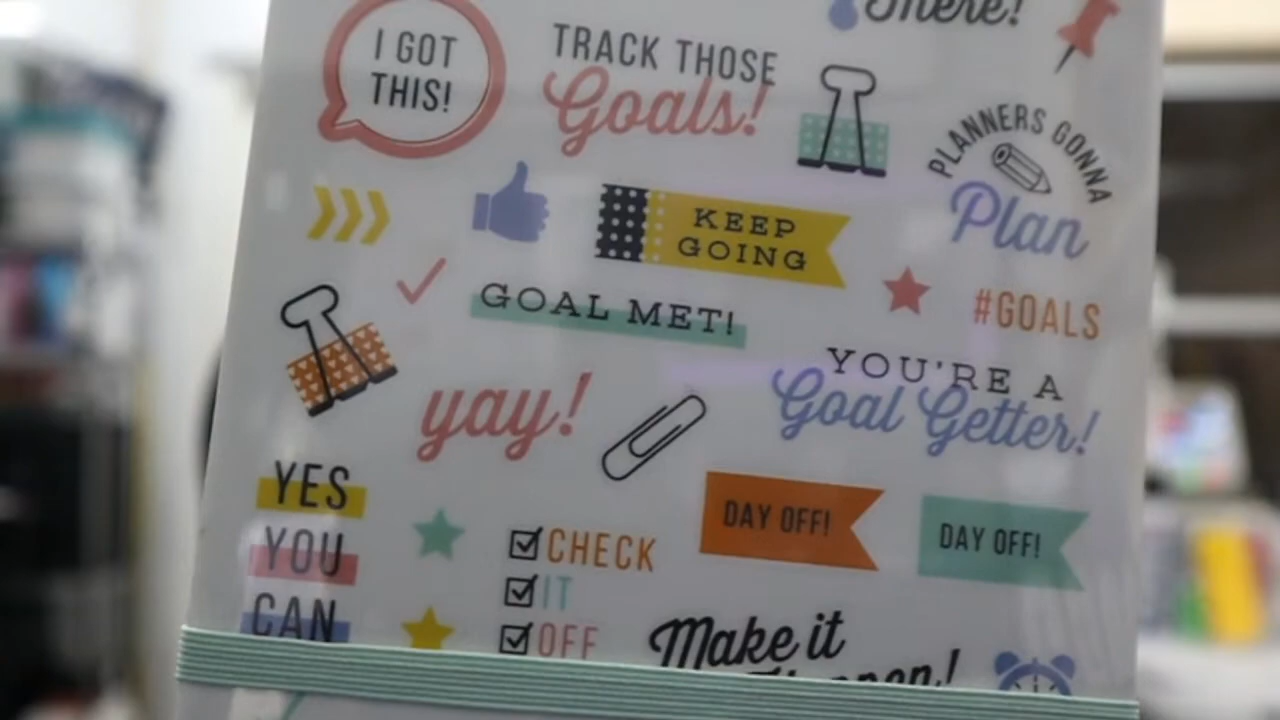 There!
I GOT
THIS!
TRACK THOSE
Goals!
PLANNERS GONNA
Plan
KEEP
GOING
GOAL MET!
#GOALS
YOU'RE A
Goal Getter!
yay!
YES
YOU
CAN
CHECK
IT
OFF
DAY OFF!
DAY OFF!
Make it